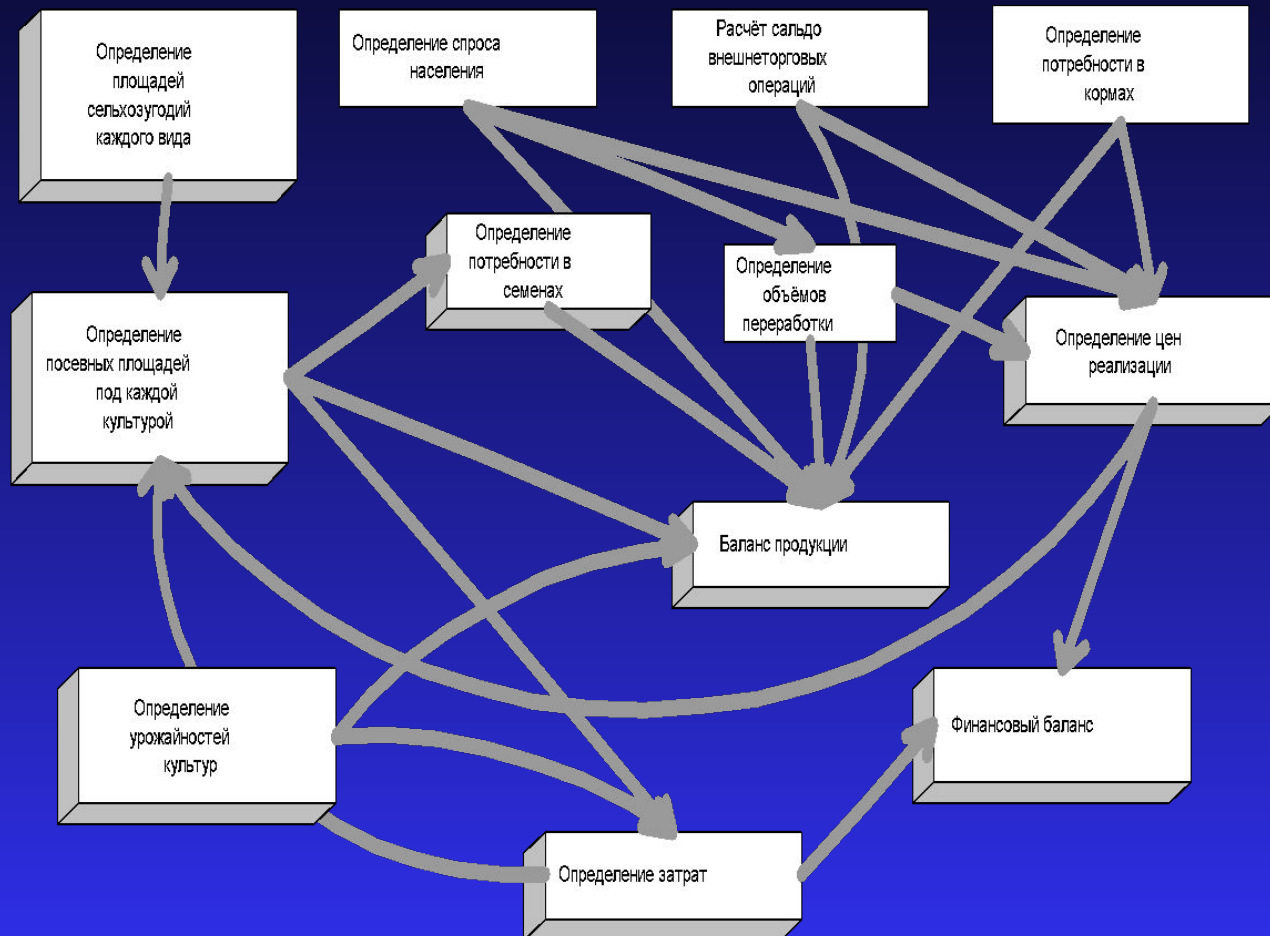 Определение
площадей
сельхозугодий
каждого вида
Определение спроса
населения
Расчёт сальдо
внешнеторговых
операций
Определение
потребности в
кормах
Определение
потребности в
семенах
Определение
объёмов
переработки
Определение
посевных площадей
под каждой
культурой
Определение цен
реализации
Баланс продукции
Определение
урожайностей
культур
Финансовый баланс
Определение затрат